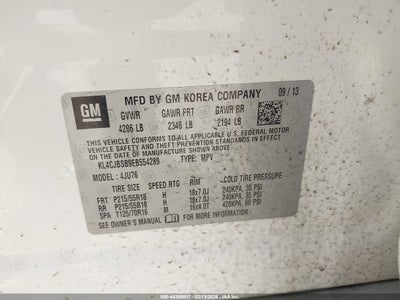 GM
MFD BY GM KOREA COMPANY 09 / 13
GVWR GAWR FRT GAWR RR
4286 LB 2348 LB 2194 LB
THIS VEHICLE CONFORMS TO ALL APPLICABLE U.S. FEDERAL MOTOR
VEHICLE SAFETY, BUMPER, AND THEFT PREVENTION STANDARDS
IN EFFECT ON THE DATE OF MANUFACTURE SHOWN ABOVE.
KL4CJBSB9EB554289 TYPE: MPV
MODEL: 4JU76
TIRE SIZE SPEED RTG RIM COLD TIRE PRESSURE
FRT P215/55R18 H 18x7.0J 240KPA, 35 PSI
RR P215/55R18 H 18x7.0J 240KPA, 35 PSI
SPA T125/70R16 M 16x4.0T 420KPA, 60 PSI
SEE OWNER'S MANUAL FOR ADDITIONAL INFORMATION.